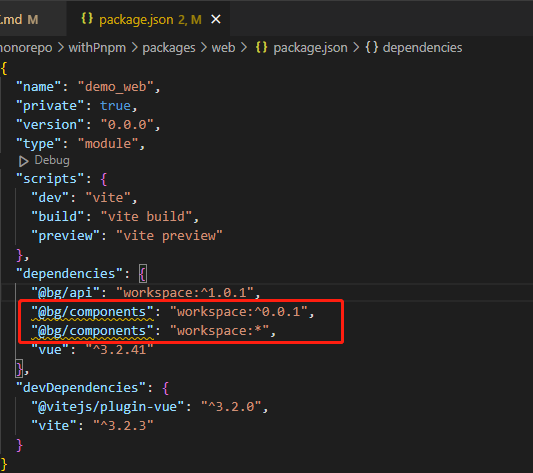 .md M {} package.json 2, M ×
nonorepo > withPnpm > packages > web > {} package.json > {} dependencies
{
"name": "demo_web",
"private": true,
"version": "0.0.0",
"type": "module",
Debug
"scripts": {
"dev": "vite",
"build": "vite build",
"preview": "vite preview"
},
"dependencies": {
"@bg/api": "workspace:^1.0.1",
"@bg/components": "workspace:^0.0.1",
"@bg/components": "workspace:*",
"vue": "^3.2.41"
},
"devDependencies": {
"@vitejs/plugin-vue": "^3.2.0",
"vite": "^3.2.3"
}
}